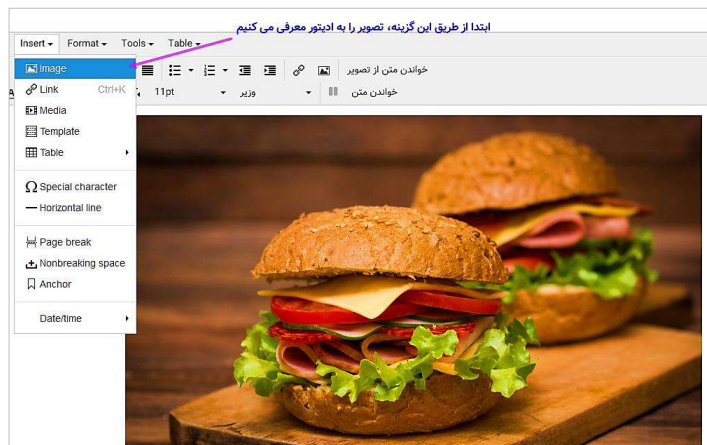 ابتدا از طریق این گزینه، تصویر را به ادیتور معرفی می کنیم
Insert Format Tools Table
خواندن متن از تصویر
11pt وزیر خواندن متن
Image
Link Ctrl+K
Media
Template
Table
Special character
Horizontal line
Page break
Nonbreaking space
Anchor
Date/time